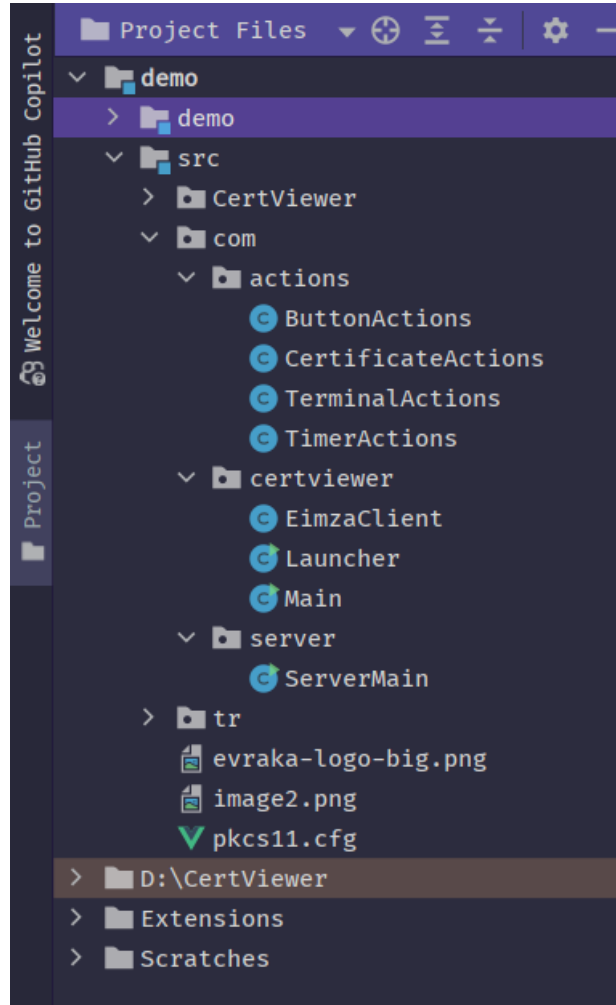 Project Files
demo
demo
src
CertViewer
com
actions
ButtonActions
CertificateActions
TerminalActions
TimerActions
certviewer
EimzaClient
Launcher
Main
server
ServerMain
tr
evraka-logo-big.png
image2.png
pkcs11.cfg
D:\CertViewer
Extensions
Scratches
Welcome to GitHub Copilot
Project